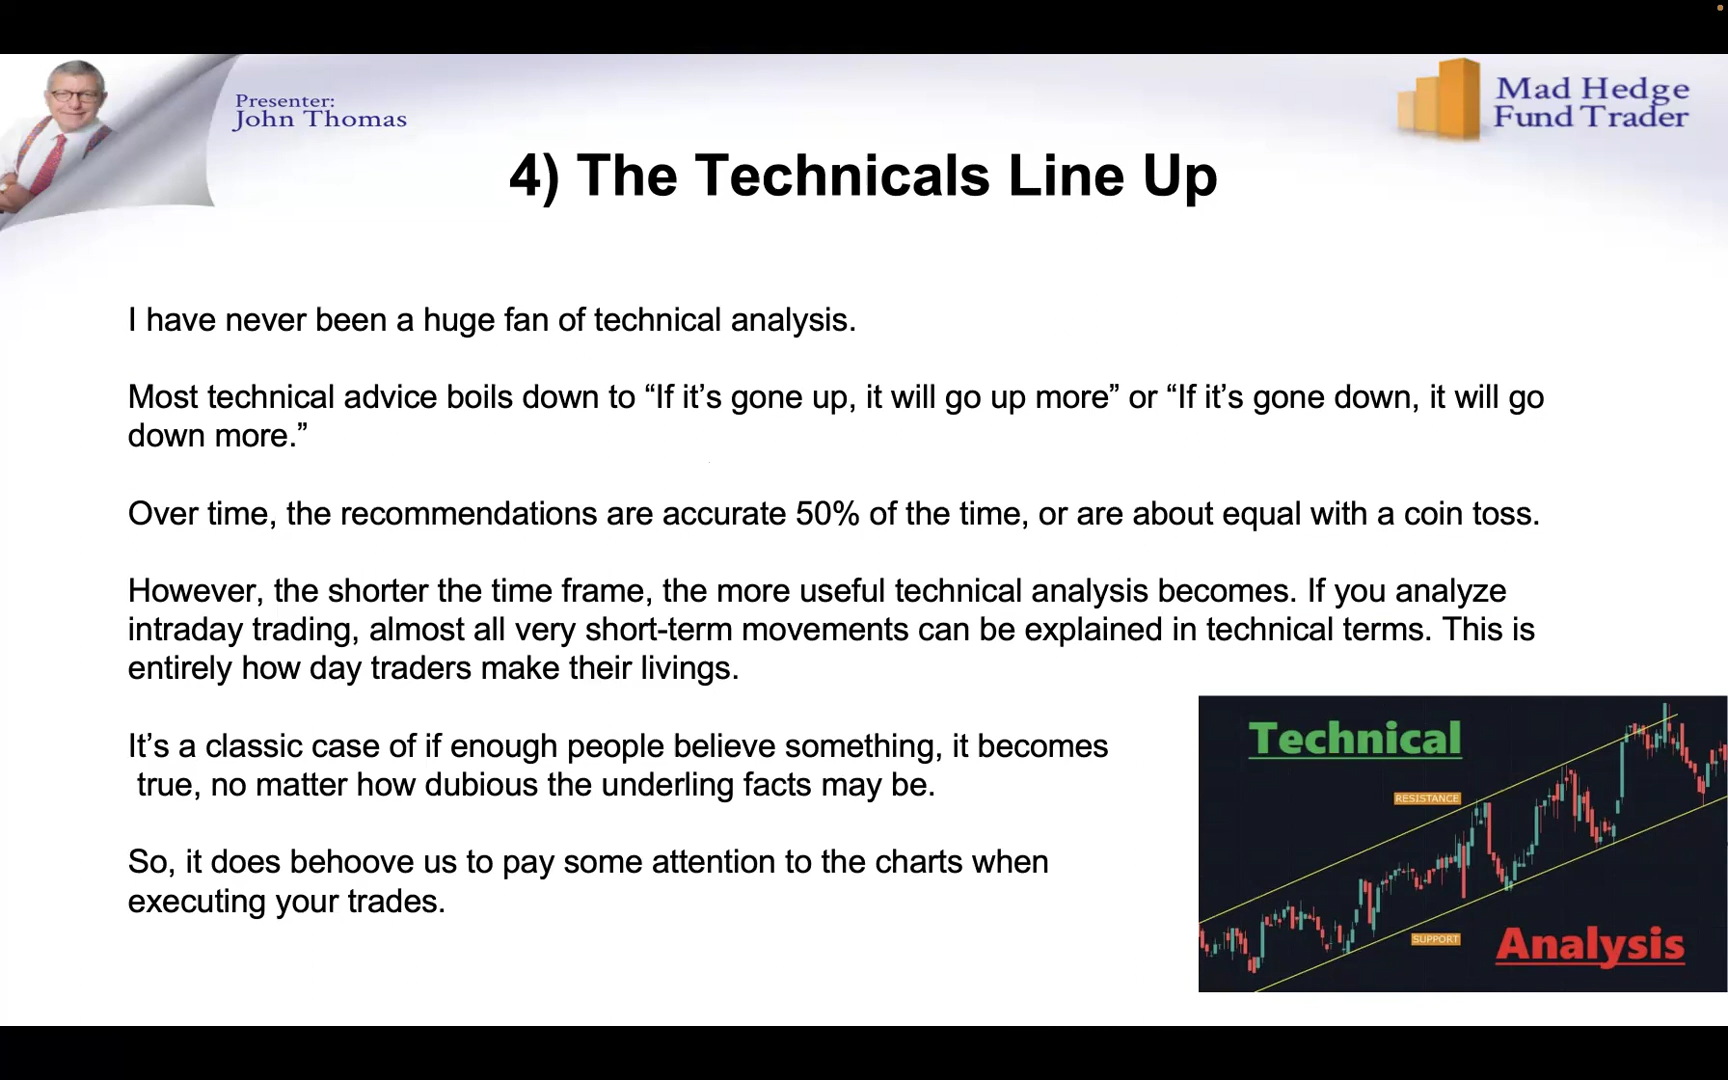 Presenter:
John Thomas
Mad Hedge
Fund Trader
4) The Technicals Line Up
I have never been a huge fan of technical analysis.
Most technical advice boils down to “If it’s gone up, it will go up more” or “If it’s gone down, it will go
down more.”
Over time, the recommendations are accurate 50% of the time, or are about equal with a coin toss.
However, the shorter the time frame, the more useful technical analysis becomes. If you analyze
intraday trading, almost all very short-term movements can be explained in technical terms. This is
entirely how day traders make their livings.
It’s a classic case of if enough people believe something, it becomes
true, no matter how dubious the underling facts may be.
So, it does behoove us to pay some attention to the charts when
executing your trades.
Technical
RESISTANCE
SUPPORT
Analysis